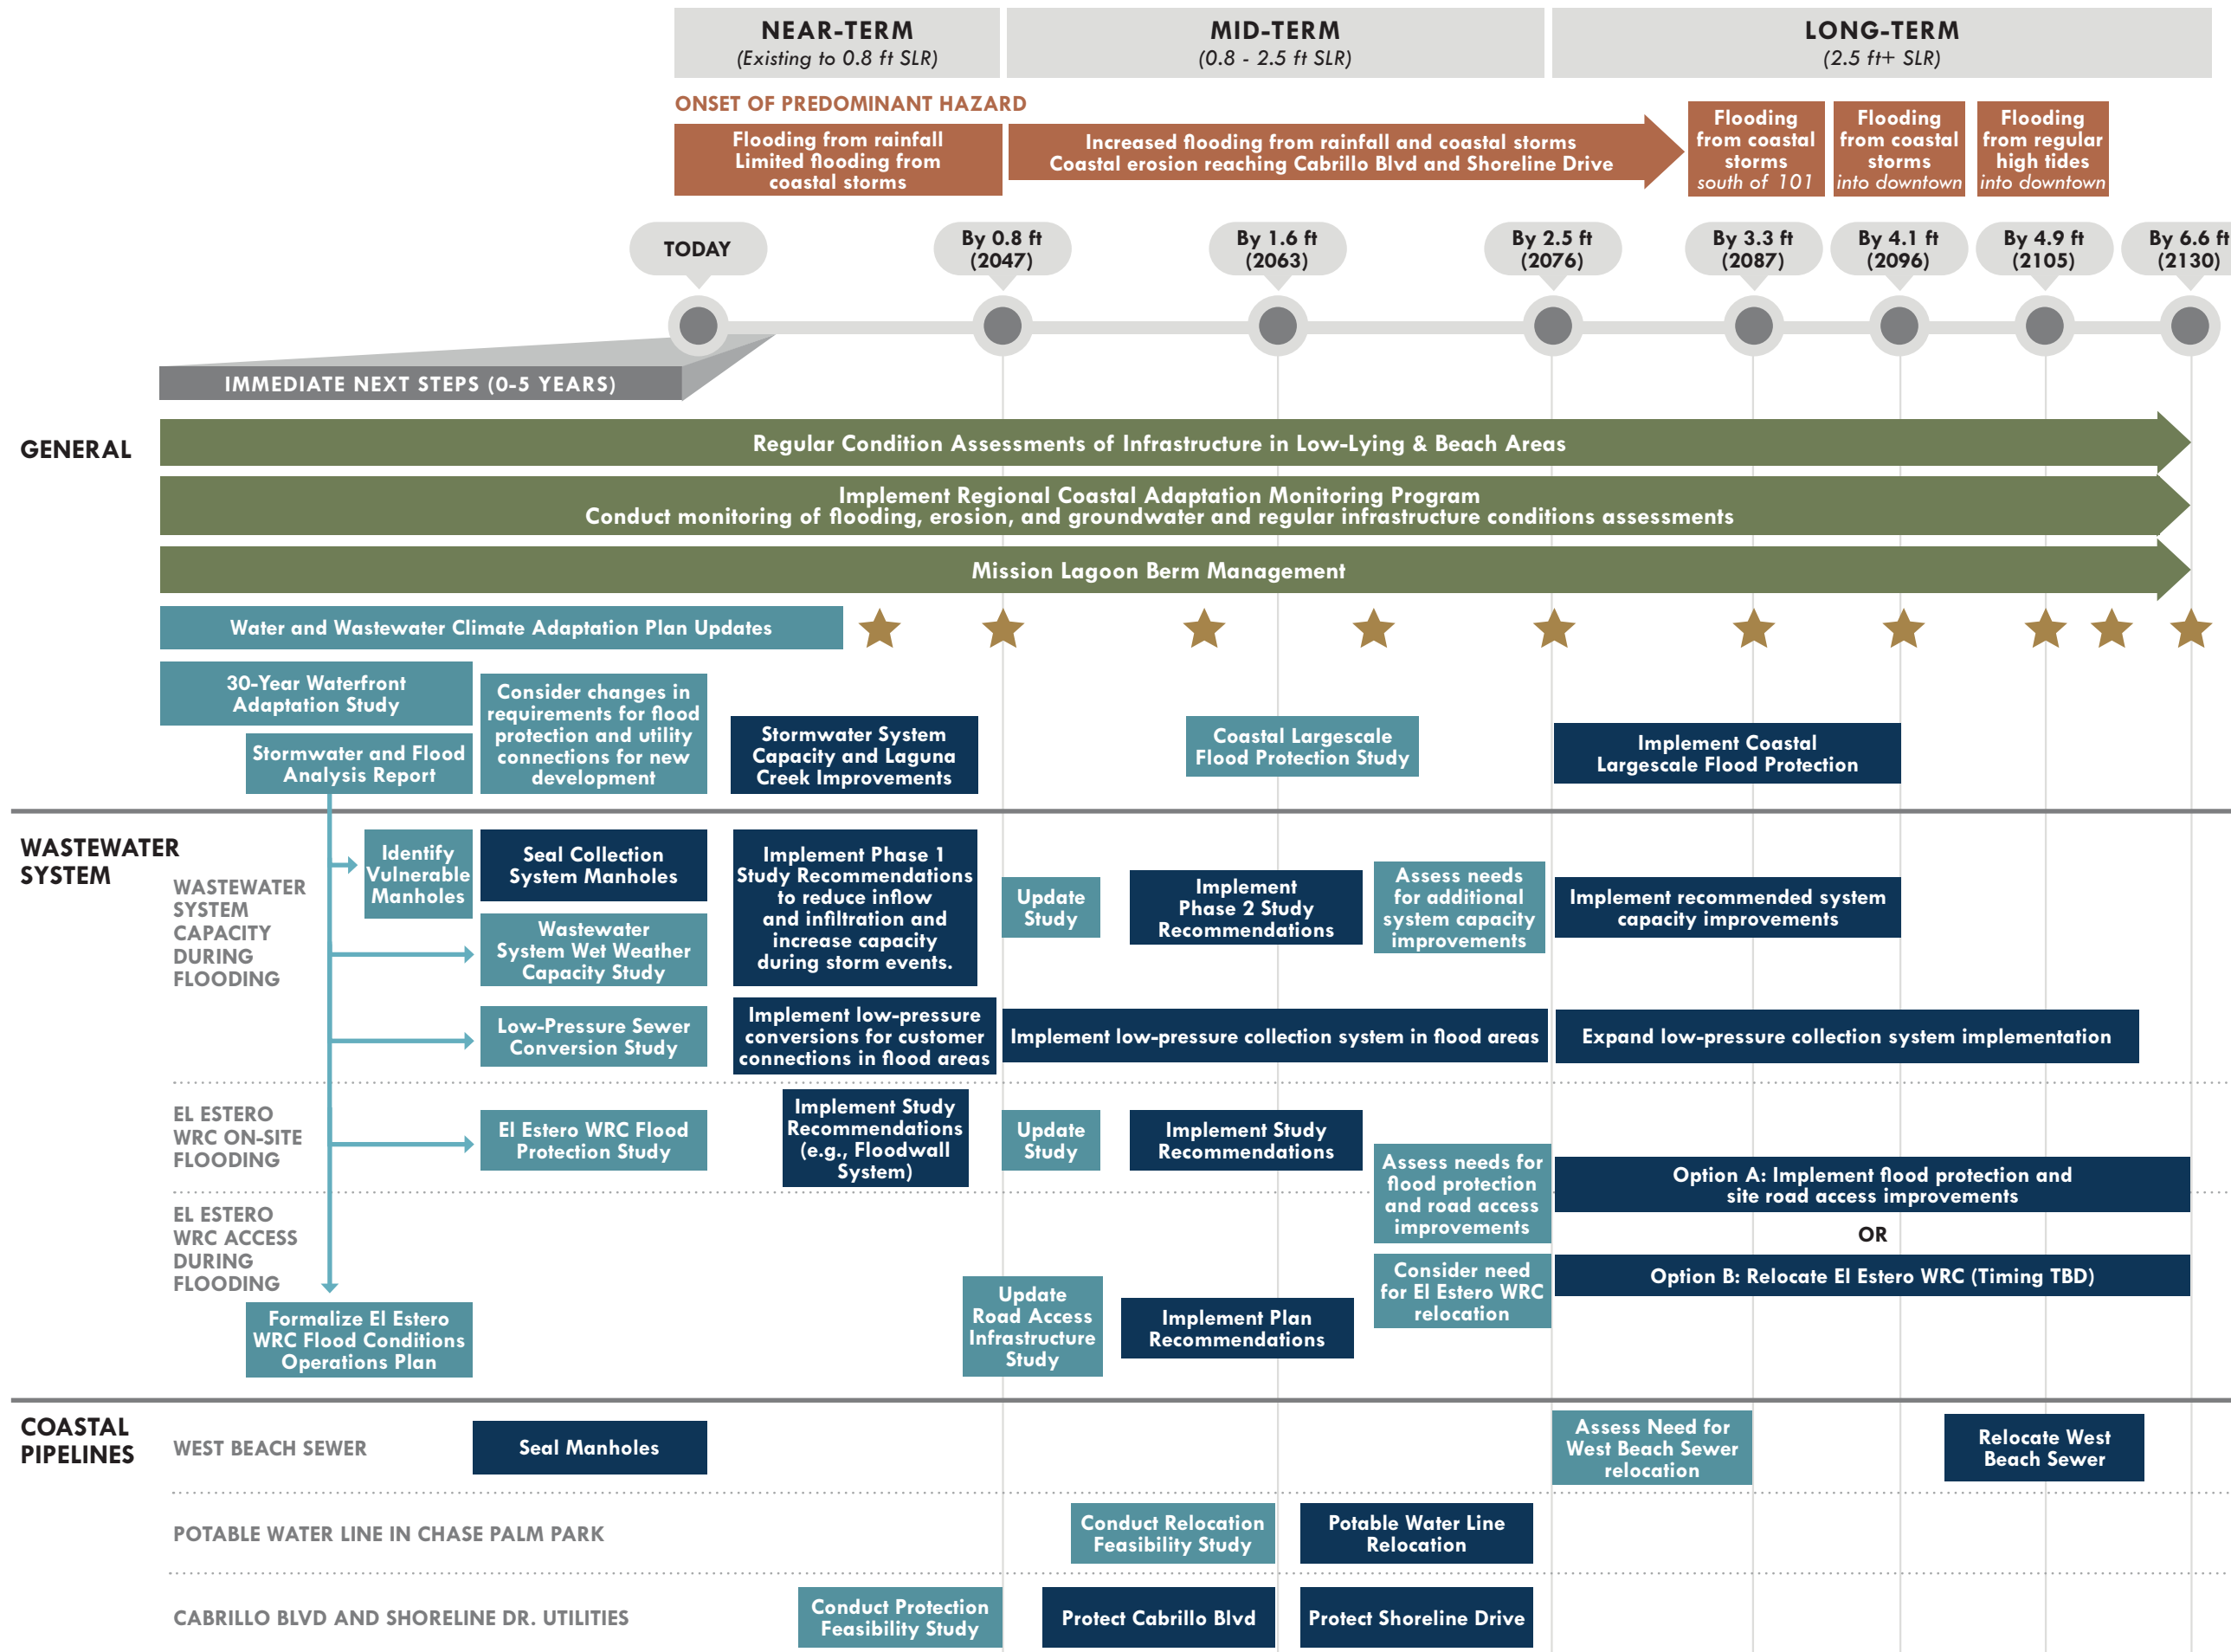 NEAR-TERM
(Existing to 0.8 ft SLR)
MID-TERM
(0.8 - 2.5 ft SLR)
LONG-TERM
(2.5 ft+ SLR)
ONSET OF PREDOMINANT HAZARD
Flooding from rainfall
Limited flooding from
coastal storms
Increased flooding from rainfall and coastal storms
Coastal erosion reaching Cabrillo Blvd and Shoreline Drive
Flooding
from coastal
storms
south of 101
Flooding
from coastal
storms
into downtown
Flooding
from regular
high tides
into downtown
TODAY
By 0.8 ft
(2047)
By 1.6 ft
(2063)
By 2.5 ft
(2076)
By 3.3 ft
(2087)
By 4.1 ft
(2096)
By 4.9 ft
(2105)
By 6.6 ft
(2130)
IMMEDIATE NEXT STEPS (0-5 YEARS)
GENERAL
Regular Condition Assessments of Infrastructure in Low-Lying & Beach Areas
Implement Regional Coastal Adaptation Monitoring Program
Conduct monitoring of flooding, erosion, and groundwater and regular infrastructure conditions assessments
Mission Lagoon Berm Management
Water and Wastewater Climate Adaptation Plan Updates
30-Year Waterfront
Adaptation Study
Stormwater and Flood
Analysis Report
Consider changes in
requirements for flood
protection and utility
connections for new
development
Stormwater System
Capacity and Laguna
Creek Improvements
Coastal Largescale
Flood Protection Study
Implement Coastal
Largescale Flood Protection
WASTEWATER
SYSTEM
WASTEWATER
SYSTEM
CAPACITY
DURING
FLOODING
Identify
Vulnerable
Manholes
Seal Collection
System Manholes
Wastewater
System Wet Weather
Capacity Study
Implement Phase 1
Study Recommendations
to reduce inflow
and infiltration and
increase capacity
during storm events.
Update
Study
Implement
Phase 2 Study
Recommendations
Assess needs
for additional
system capacity
improvements
Implement recommended system
capacity improvements
Low-Pressure Sewer
Conversion Study
Implement low-pressure
conversions for customer
connections in flood areas
Implement low-pressure collection system in flood areas
Expand low-pressure collection system implementation
EL ESTERO
WRC ON-SITE
FLOODING
El Estero WRC Flood
Protection Study
Implement Study
Recommendations
(e.g., Floodwall
System)
Update
Study
Implement Study
Recommendations
Assess needs for
flood protection
and road access
improvements
Option A: Implement flood protection and
site road access improvements
OR
EL ESTERO
WRC ACCESS
DURING
FLOODING
Formalize El Estero
WRC Flood Conditions
Operations Plan
Update
Road Access
Infrastructure
Study
Implement Plan
Recommendations
Consider need
for El Estero WRC
relocation
Option B: Relocate El Estero WRC (Timing TBD)
COASTAL
PIPELINES
WEST BEACH SEWER
Seal Manholes
Assess Need for
West Beach Sewer
relocation
Relocate West
Beach Sewer
POTABLE WATER LINE IN CHASE PALM PARK
Conduct Relocation
Feasibility Study
Potable Water Line
Relocation
CABRILLO BLVD AND SHORELINE DR. UTILITIES
Conduct Protection
Feasibility Study
Protect Cabrillo Blvd
Protect Shoreline Drive